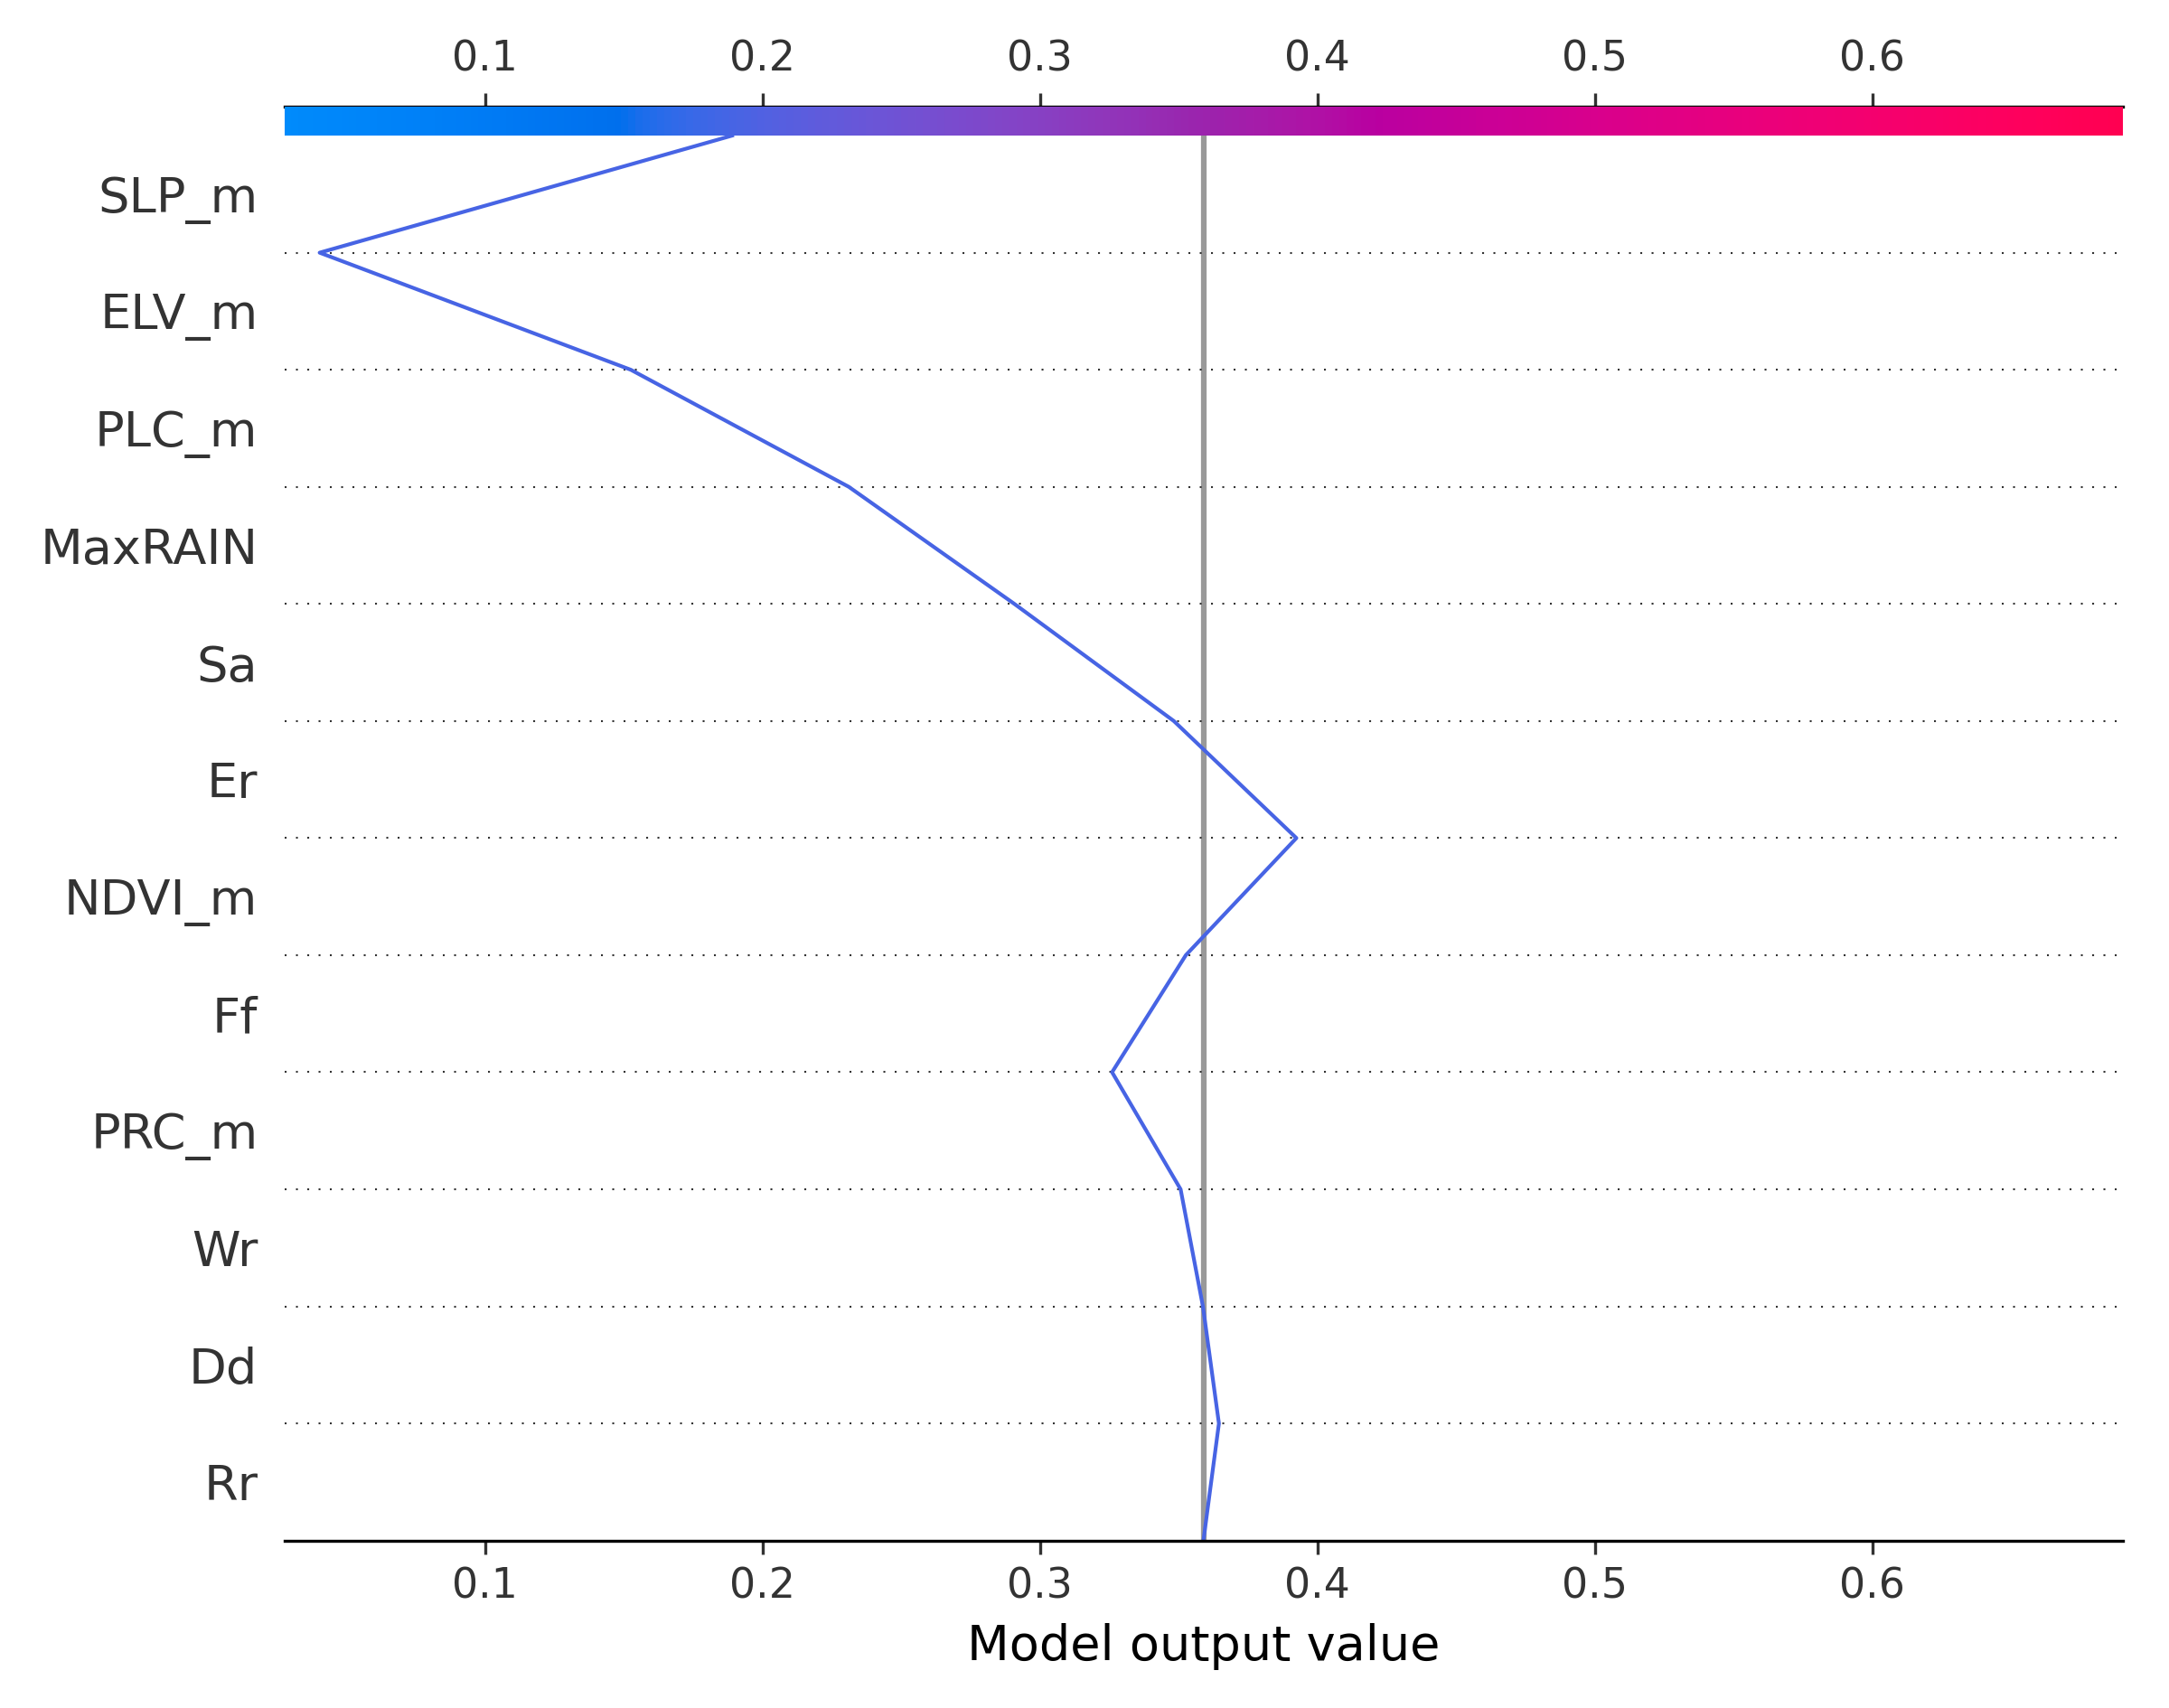 0.1 0.2 0.3 0.4 0.5 0.6
SLP_m
ELV_m
PLC_m
MaxRAIN
Sa
Er
NDVI_m
Ff
PRC_m
Wr
Dd
Rr
0.1 0.2 0.3 0.4 0.5 0.6
Model output value